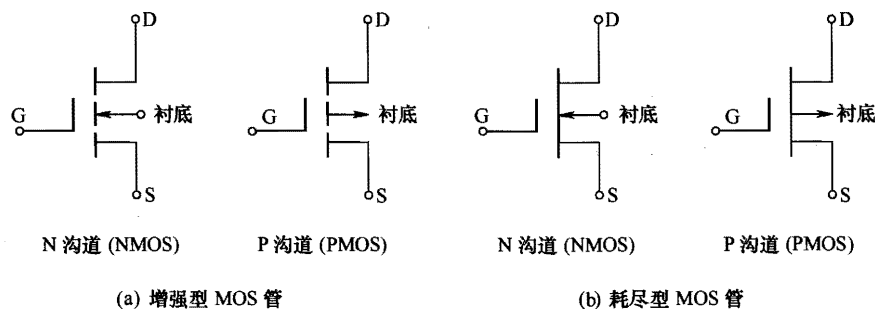 D D D D
G 衬底 G 衬底 G 衬底 G 衬底
S S S S
N 沟道 (NMOS) P 沟道 (PMOS) N 沟道 (NMOS) P 沟道 (PMOS)
(a) 增强型 MOS 管 (b) 耗尽型 MOS 管